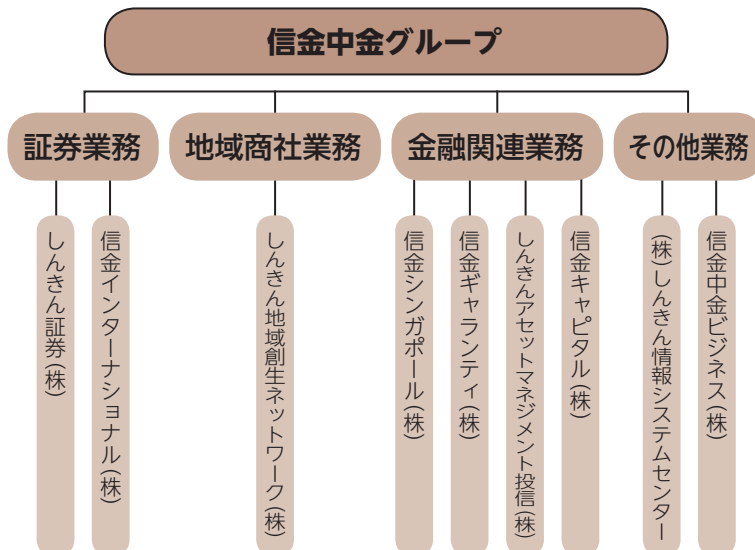 信金中金グループ
証券業務
地域商社業務
金融関連業務
その他業務
しんきん証券(株)
信金インターナショナル(株)
しんきん地域創生ネットワーク(株)
信金シンガポール(株)
信金ギャランティ(株)
しんきんアセットマネジメント投信(株)
信金キャピタル(株)
(株)しんきん情報システムセンター
信金中金ビジネス(株)